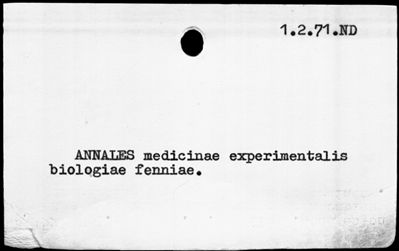 1.2.71.ND
ANNALES medicinae experimentalis
biologiae fenniae.